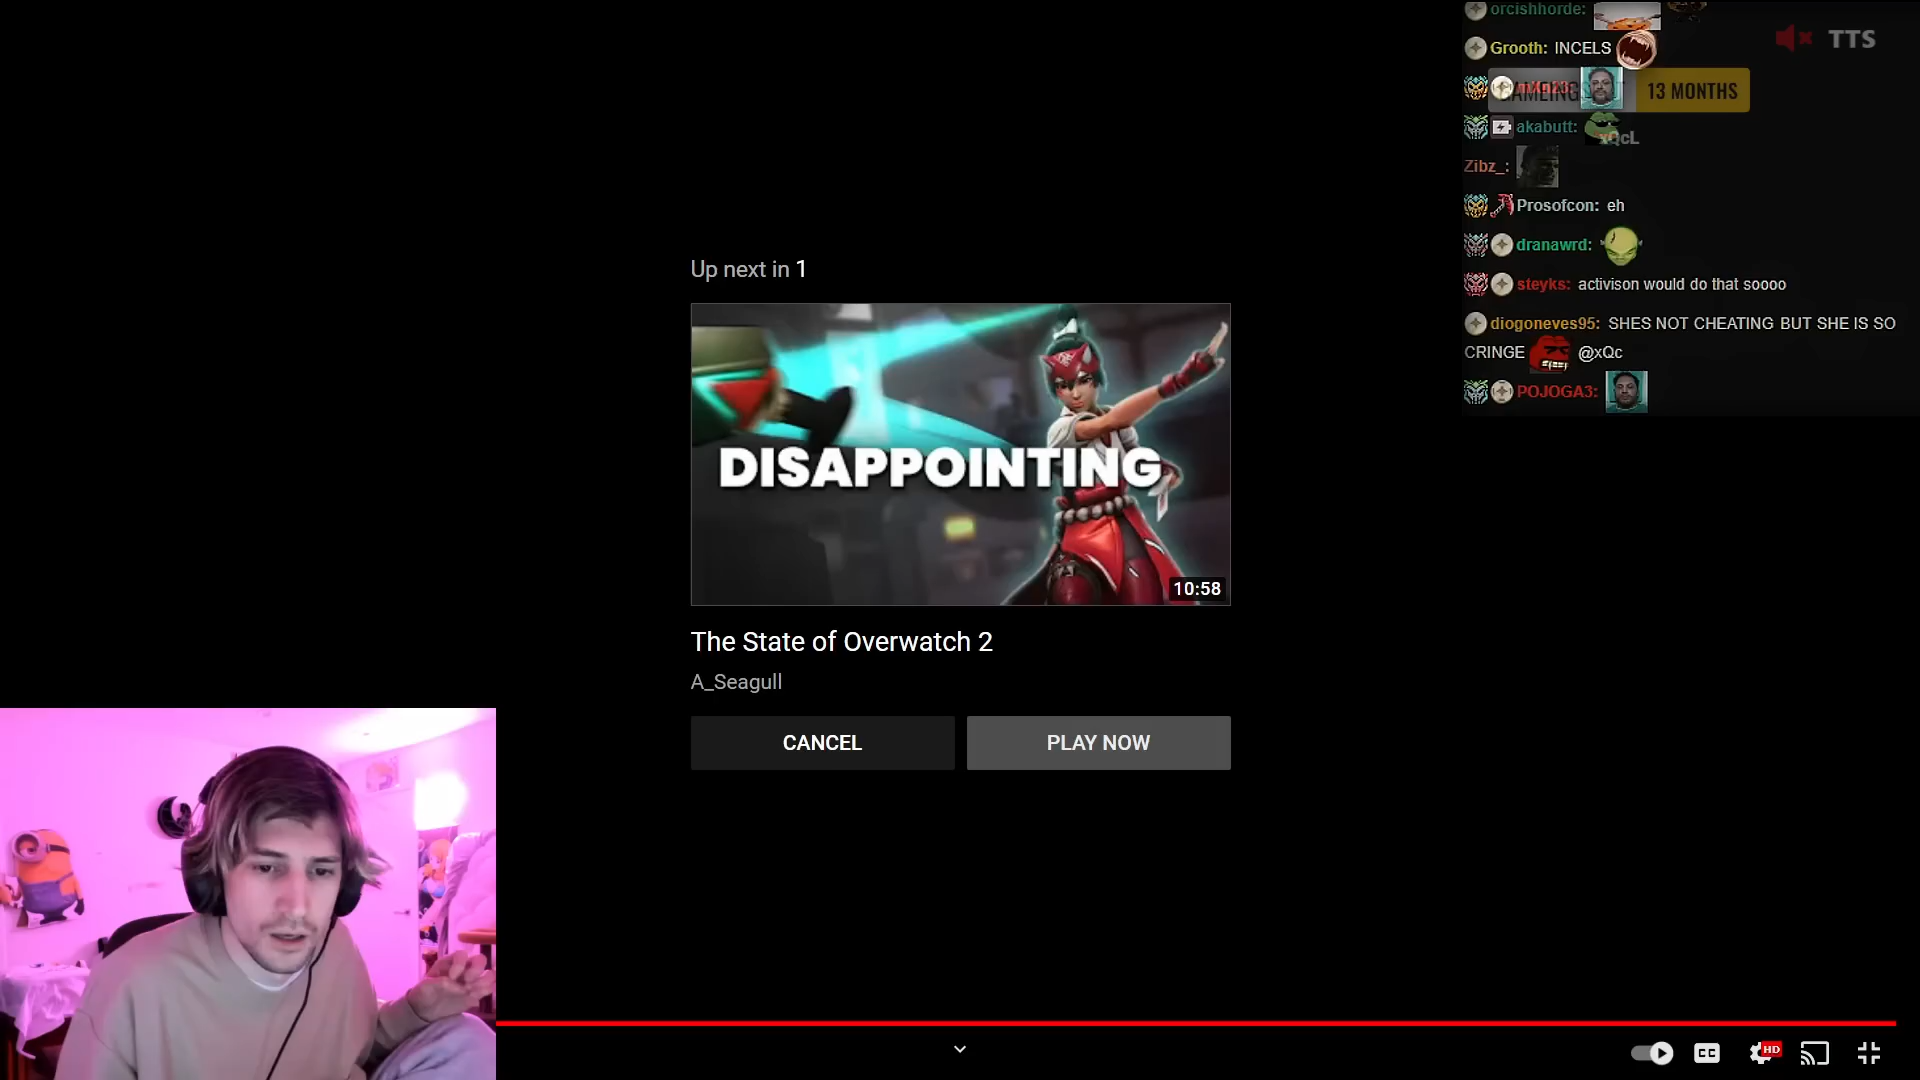 orcishhorde:
Grooth: INCELS
13 MONTHS
TTS
akabutt:
xQcL
Zibz_:
Prosofcon: eh
dranawrd:
steyks: activison would do that soooo
diogoneves95: SHES NOT CHEATING BUT SHE IS SO
CRINGE @xQc
POJOGA3:
Up next in 1
DISAPPOINTING
10:58
The State of Overwatch 2
A_Seagull
CANCEL
PLAY NOW
CC
HD